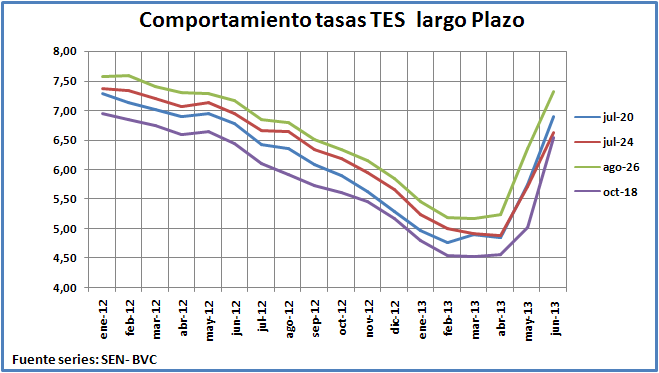 Comportamiento tasas TES  largo Plazo
8,00
7,50
7,00
6,50
6,00
5,50
5,00
4,50
4,00
jul-20
jul-24
ago-26
oct-18
ene-12
feb-12
mar-12
abr-12
may-12
jun-12
jul-12
ago-12
sep-12
oct-12
nov-12
dic-12
ene-13
feb-13
mar-13
abr-13
may-13
jun-13
Fuente series: SEN- BVC